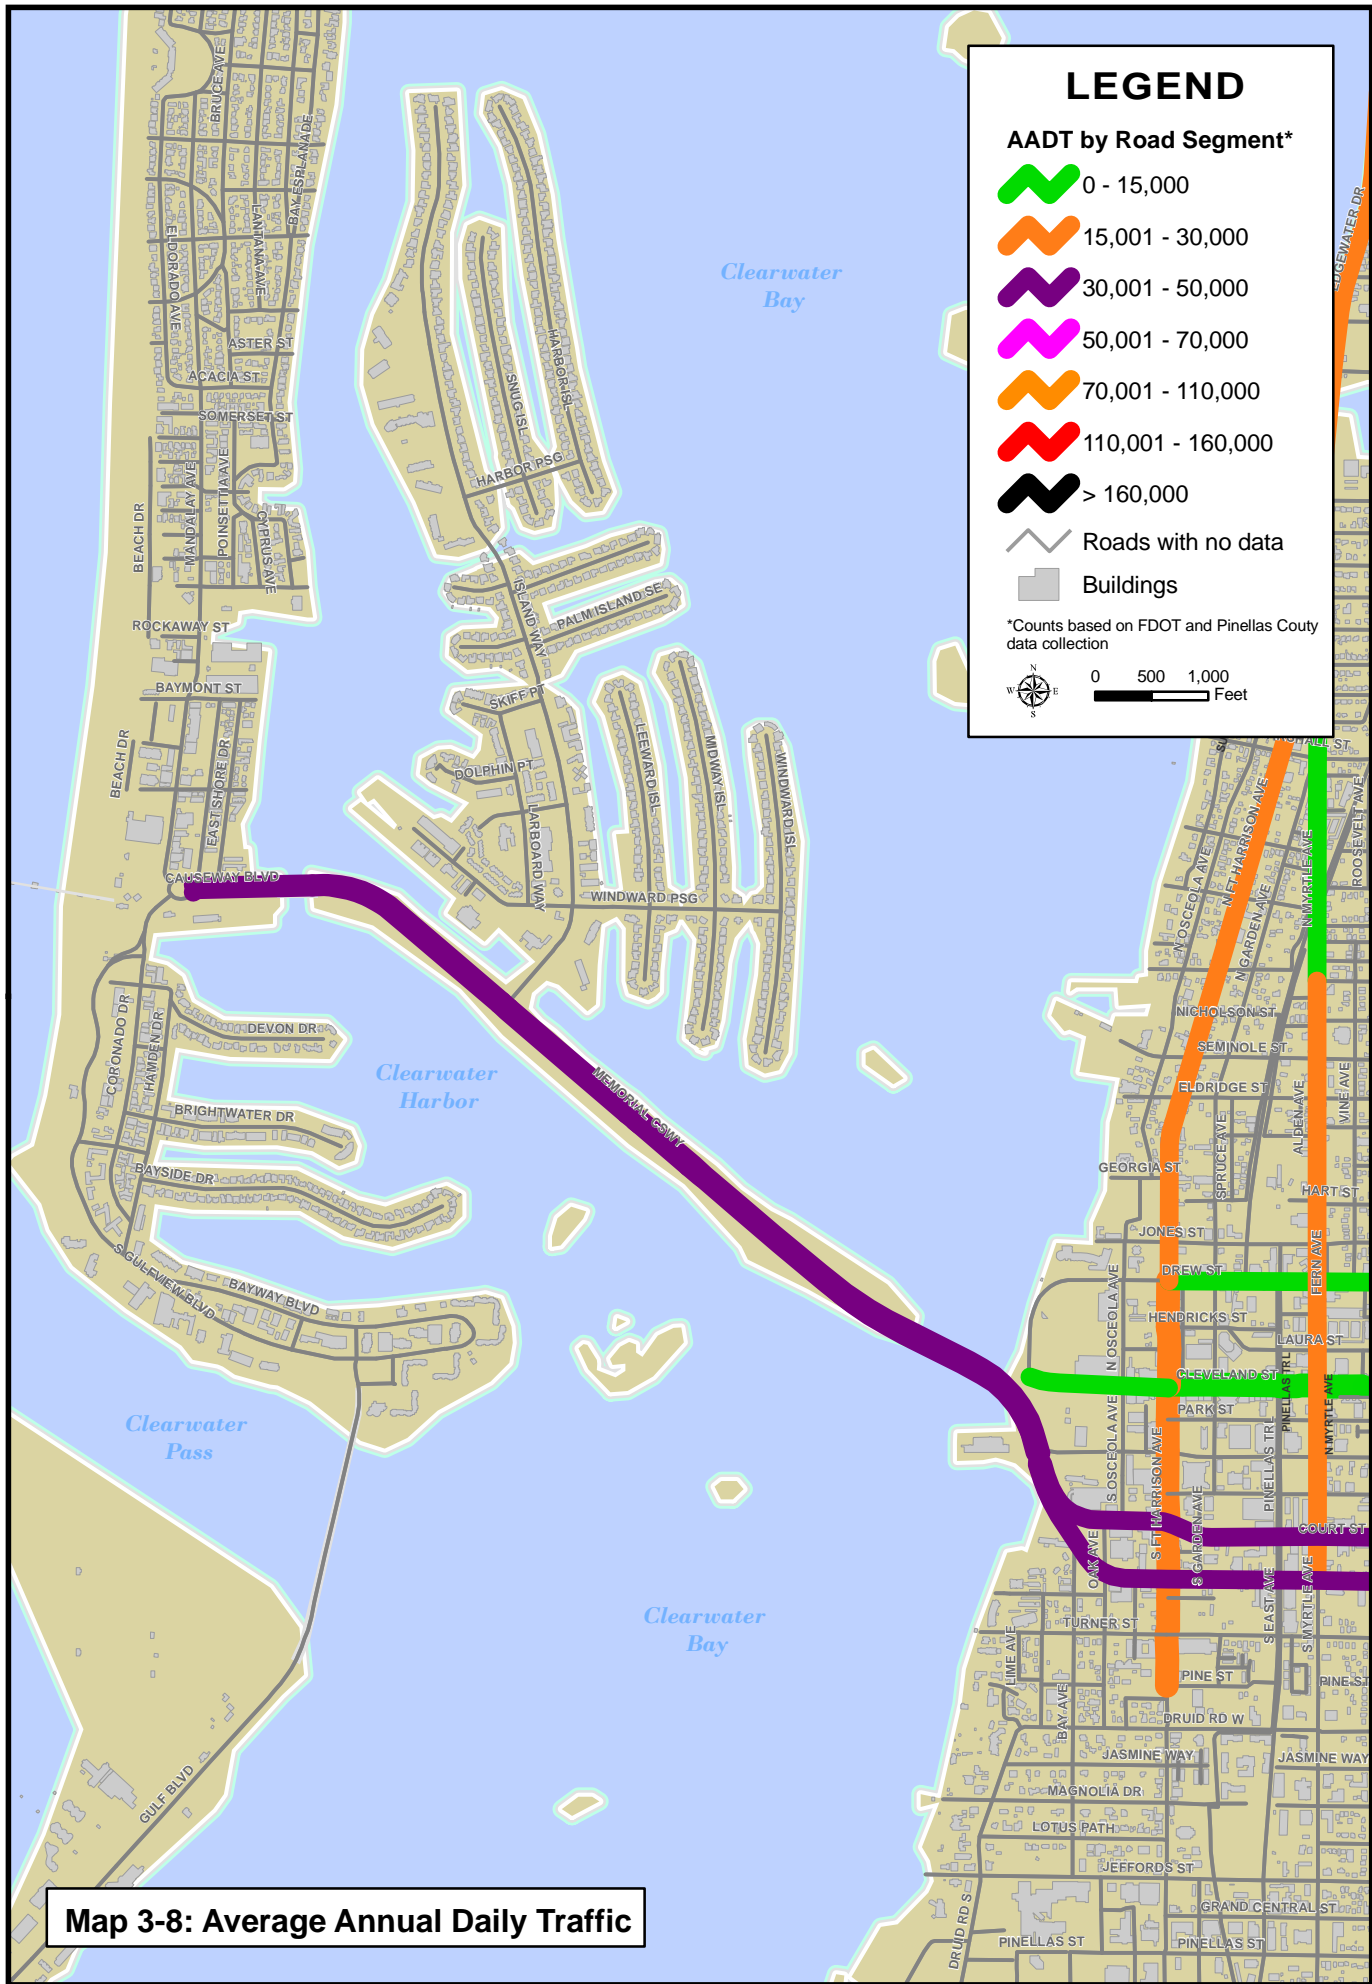 LEGEND
AADT by Road Segment*
0 - 15,000
15,001 - 30,000
30,001 - 50,000
50,001 - 70,000
70,001 - 110,000
110,001 - 160,000
> 160,000
Roads with no data
Buildings
*Counts based on FDOT and Pinellas Couty
data collection
N
W
E
S
0 500 1,000
Feet
BRUCE AVE
BAY ESPLANADE
LANTANA AVE
ELDORADO AVE
ASTER ST
ACACIA ST
SOMERSET ST
MANDALAY AVE
POINSETTIA AVE
BEACH DR
CYPRUS AVE
ROCKAWAY ST
BAYMONT ST
BEACH DR
EAST SHORE DR
CAUSEWAY BLVD
HARBOR ISL
SNUG ISL
HARBOR PSG
ISLAND WAY
PALM ISLAND SE
SKIFF PT
DOLPHIN PT
LARBOARD WAY
LEEWARD ISL
MIDWAY ISL
WINDWARD ISL
WINDWARD PSG
Clearwater
Bay
EDGEWATER DR
N MYRTLE AVE
ROOSEVELT AVE
N FT HARRISON AVE
N OSCEOLA AVE
N GARDEN AVE
NICHOLSON ST
SEMINOLE ST
ELDRIDGE ST
ALDEN AVE
VINE AVE
SPRUCE AVE
GEORGIA ST
HART ST
JONES ST
DREW ST
FERN AVE
HENDRICKS ST
LAURA ST
N OSCEOLA AVE
CLEVELAND ST
PARK ST
PINELLAS TRL
N MYRTLE AVE
S OSCEOLA AVE
S FT HARRISON AVE
PINELLAS TRL
S GARDEN AVE
COURT ST
OAK AVE
S EAST AVE
S MYRTLE AVE
TURNER ST
LIME AVE
PINE ST
PINE ST
BAY AVE
DRUID RD W
JASMINE WAY
JASMINE WAY
MAGNOLIA DR
LOTUS PATH
JEFFORDS ST
GRAND CENTRAL ST
DRUID RD S
PINELLAS ST
PINELLAS ST
CORONADO DR
HAMDEN DR
DEVON DR
BRIGHTWATER DR
BAYSIDE DR
S GULFVIEW BLVD
BAYWAY BLVD
Clearwater
Harbor
MEMORIAL CSWY
Clearwater
Pass
Clearwater
Bay
GULF BLVD
Map 3-8: Average Annual Daily Traffic